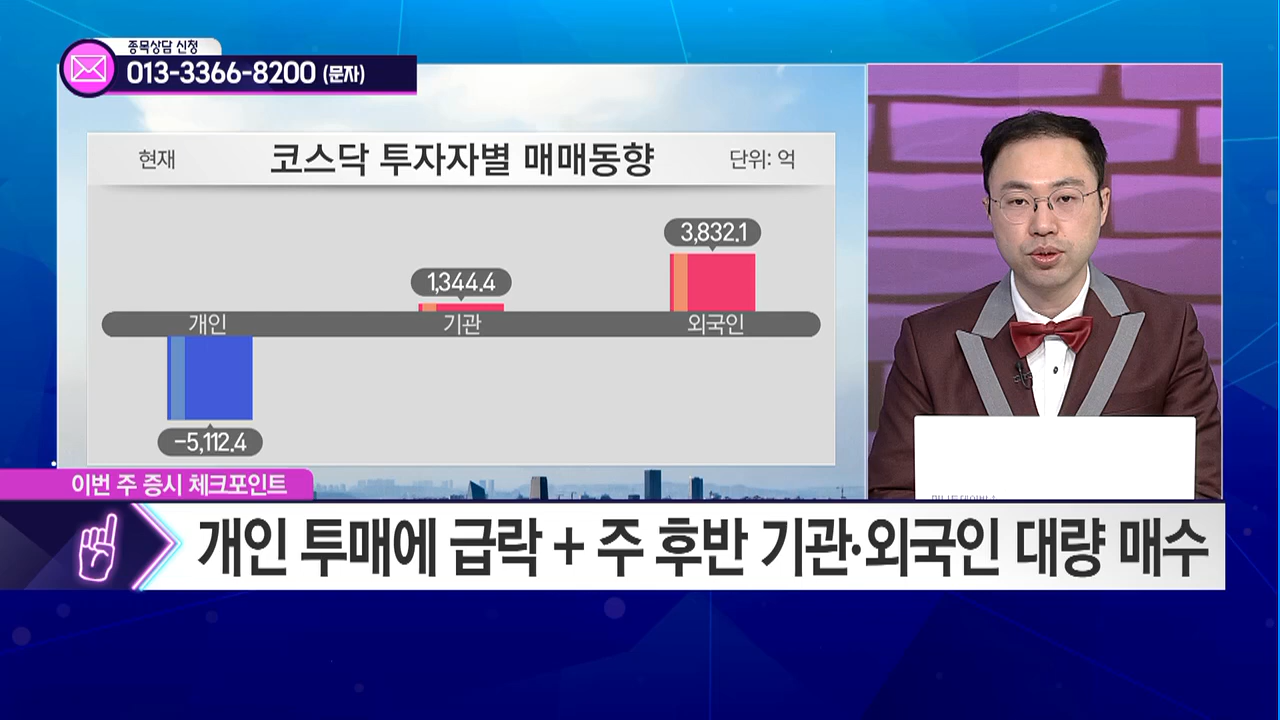 종목상담 신청
013-3366-8200 (문자)
현재
코스닥 투자자별 매매동향
단위: 억
3,832.1
1,344.4
개인
기관
외국인
-5,112.4
이번 주 증시 체크포인트
개인 투매에 급락 + 주 후반 기관·외국인 대량 매수